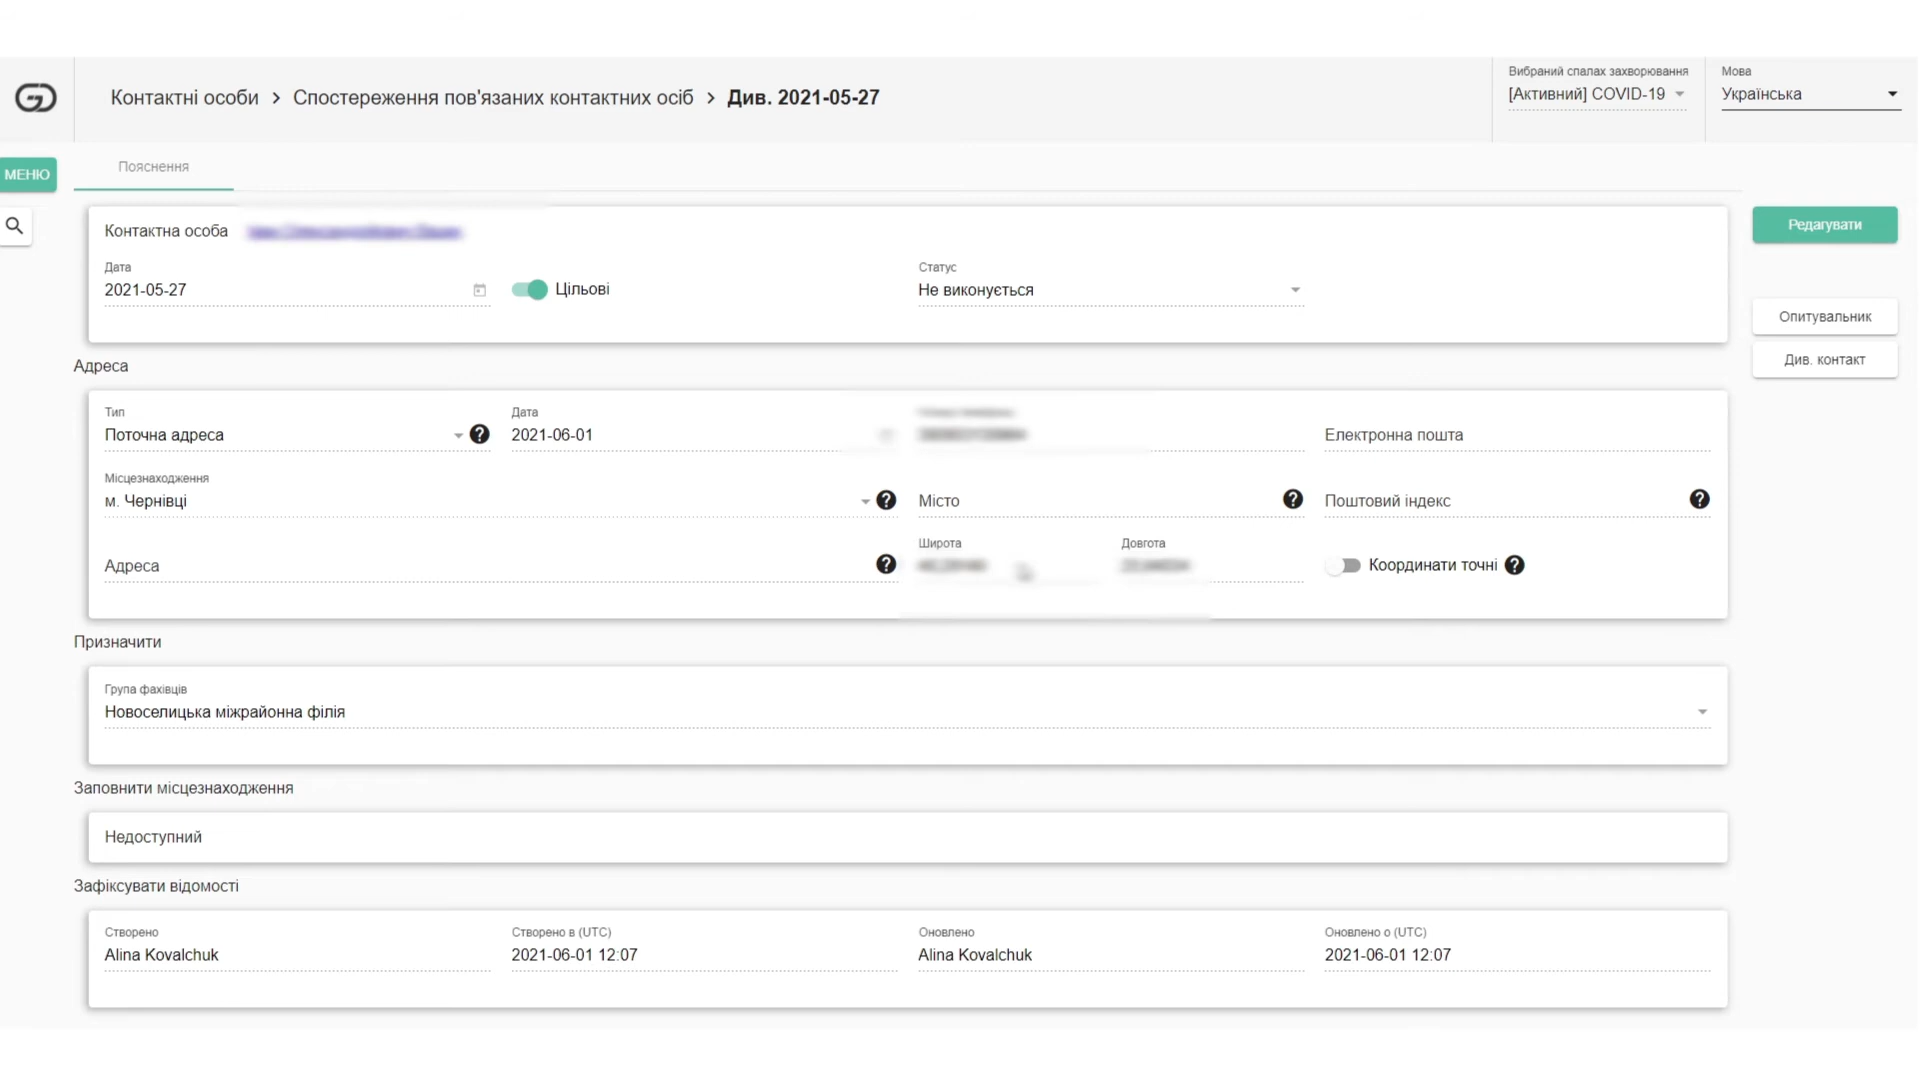 Контактні особи > Спостереження пов'язаних контактних осіб > Див. 2021-05-27
Вибраний спалах захворювання
[Активний] COVID-19
Мова
Українська
МЕНЮ
Пояснення
Контактна особа
Дата
2021-05-27
Цільові
Статус
Не виконується
Редагувати
Опитувальник
Див. контакт
Адреса
Тип
Поточна адреса
Дата
2021-06-01
Електронна пошта
Місцезнаходження
м. Чернівці
Місто
Поштовий індекс
Адреса
Широта
Довгота
Координати точні
Призначити
Група фахівців
Новоселицька міжрайонна філія
Заповнити місцезнаходження
Недоступний
Зафіксувати відомості
Створено
Alina Kovalchuk
Створено в (UTC)
2021-06-01 12:07
Оновлено
Alina Kovalchuk
Оновлено о (UTC)
2021-06-01 12:07